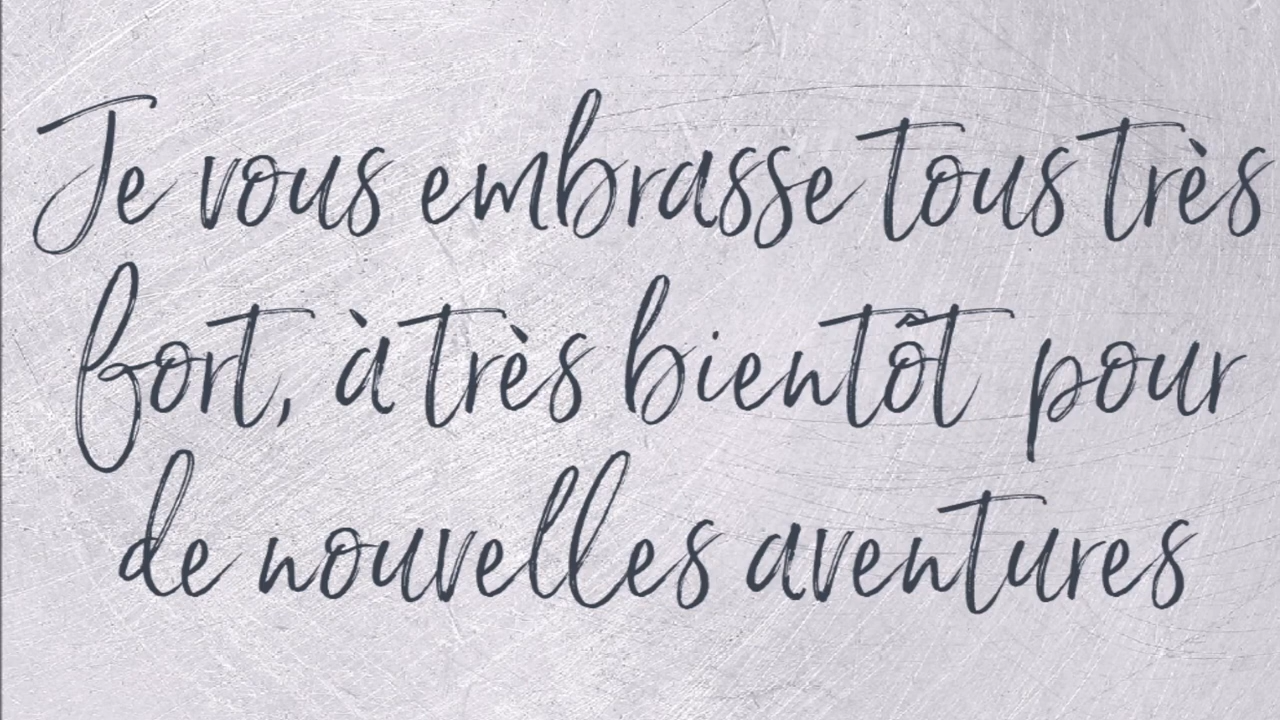 Je vous embrasse tous très
fort, à très bientôt pour
de nouvelles aventures